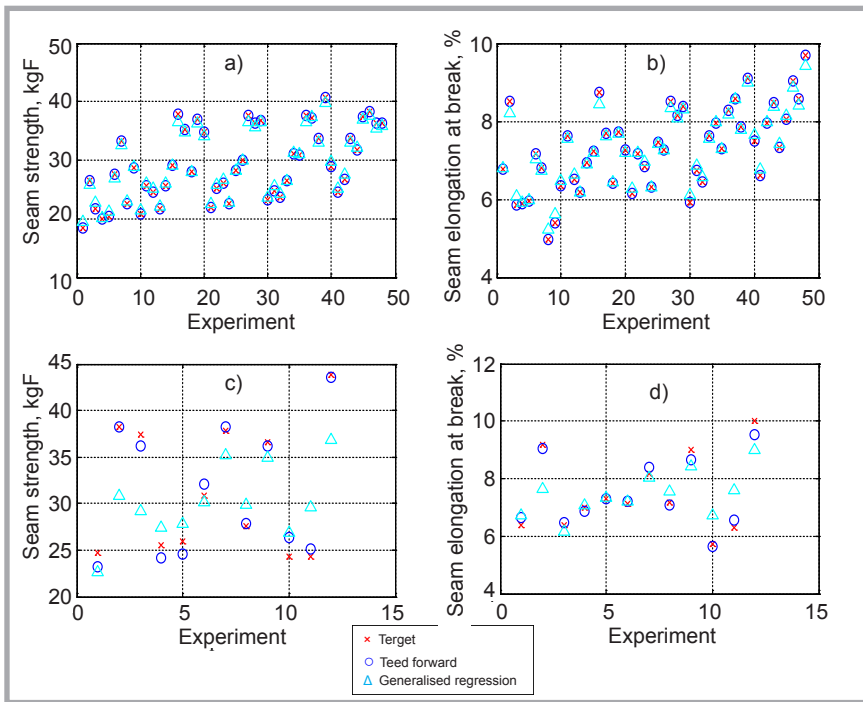 a)
Seam strength, kgF
50
40
30
20
10
0 10 20 30 40 50
Experiment
b)
Seam elongation at break, %
10
8
6
4
0 10 20 30 40 50
Experiment
c)
Seam strength, kgF
45
40
35
30
25
20
0 5 10 15
Experiment
d)
Seam elongation at break, %
12
10
8
6
4
0 5 10 15
Experiment
Terget
Teed forward
Generalised regression